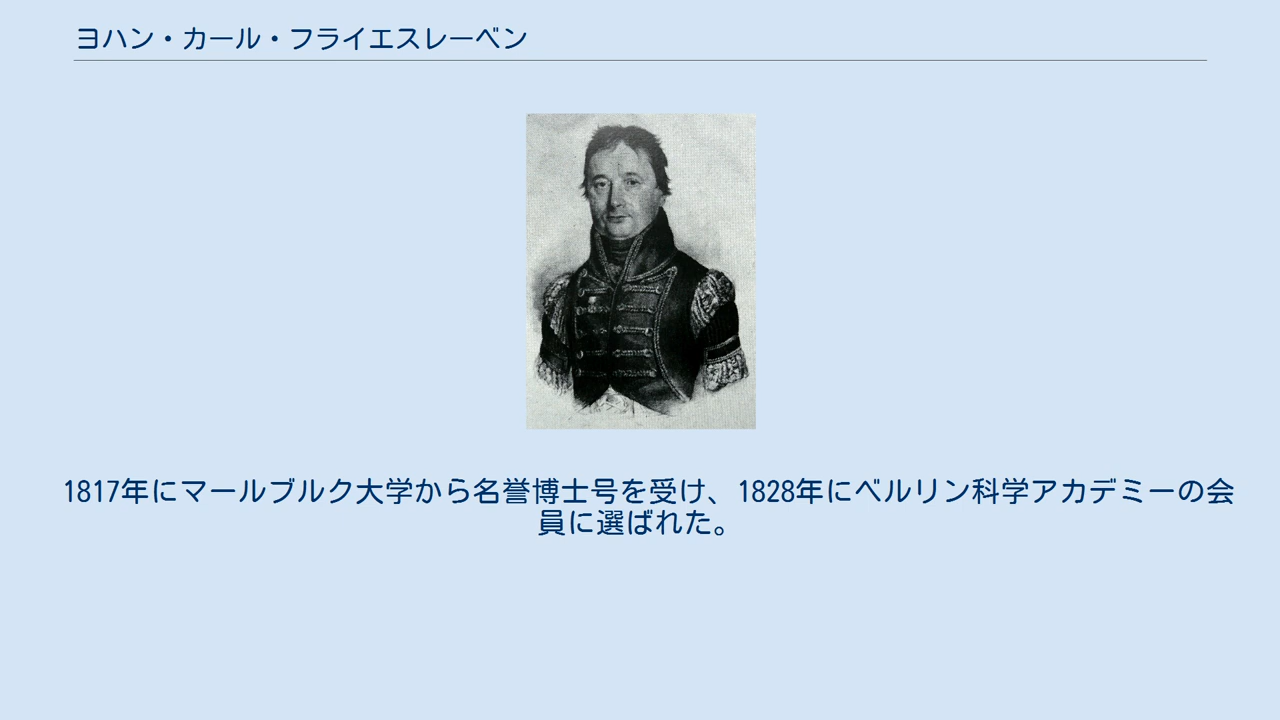 ヨハン・カール・フライエスレーベン
1817年にマールブルク大学から名誉博士号を受け、1828年にベルリン科学アカデミーの会
員に選ばれた。